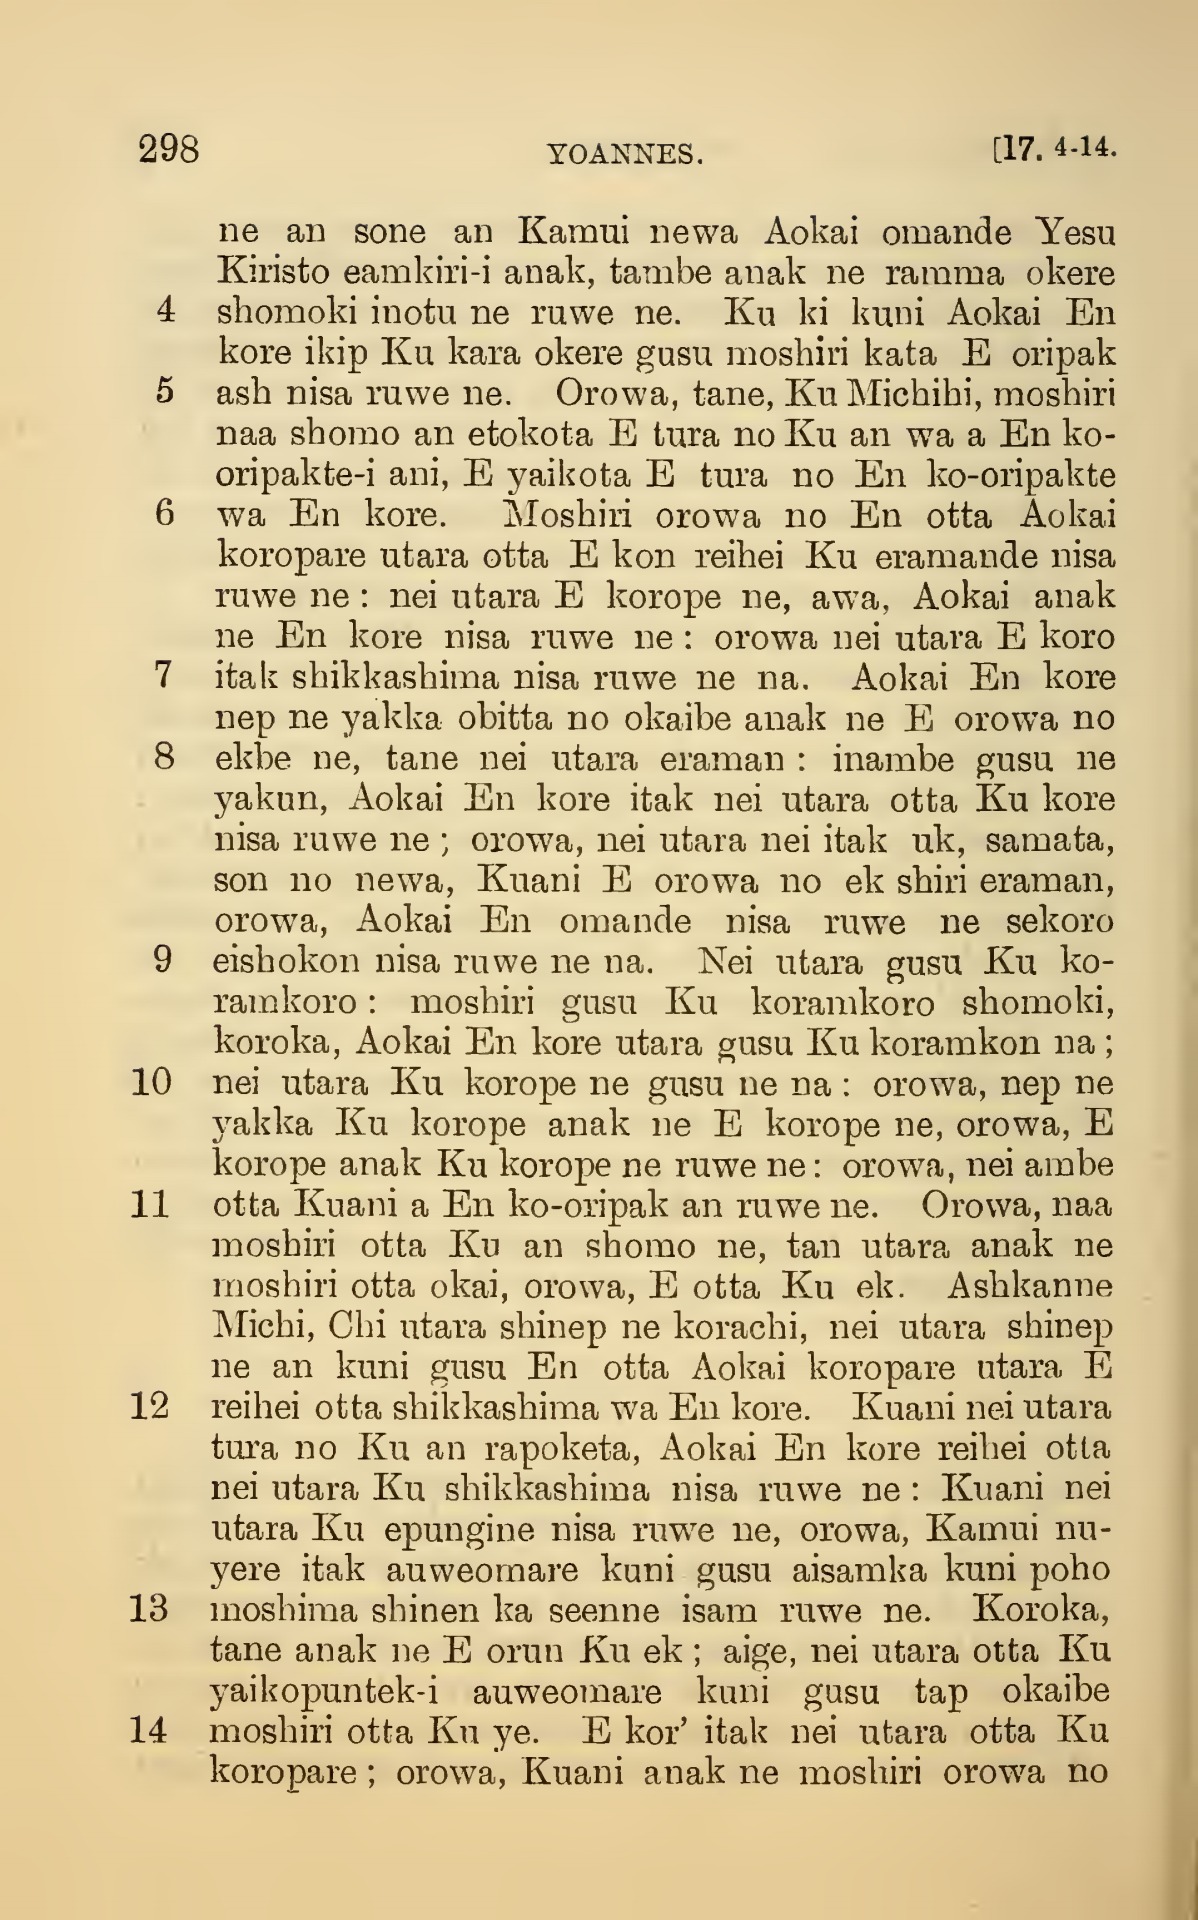 298 YOANNES. [17. 4-14.
ne an sone an Kamui newa Aokai omande Yesu
Kiristo eamkiri-i anak, tambe anak ne ramma okere
4 shomoki inotu ne ruwe ne. Ku ki kuni Aokai En
kore ikip Ku kara okere gusu moshiri kata E oripak
5 ash nisa ruwe ne. Orowa, tane, Ku Michihi, moshiri
naa shomo an etokota E tura no Ku an wa a En ko-
oripakte-i ani, E yaikota E tura no En ko-oripakte
6 wa En kore. Moshiri orowa no En otta Aokai
koropare utara otta E kon reihei Ku eramande nisa
ruwe ne : nei utara E korope ne, awa, Aokai anak
ne En kore nisa ruwe ne : orowa nei utara E koro
7 itak shikkashima nisa ruwe ne na. Aokai En kore
nep ne yakka obitta no okaibe anak ne E orowa no
8 ekbe ne, tane nei utara eraman : inambe gusu ne
yakun, Aokai En kore itak nei utara otta Ku kore
nisa ruwe ne ; orowa, nei utara nei itak uk, samata,
son no newa, Kuani E orowa no ek shiri eraman,
orowa, Aokai En omande nisa ruwe ne sekoro
9 eishokon nisa ruwe ne na. Nei utara gusu Ku ko-
ramkoro : moshiri gusu Ku koramkoro shomoki,
koroka, Aokai En kore utara gusu Ku koramkon na ;
10 nei utara Ku korope ne gusu ne na : orowa, nep ne
yakka Ku korope anak ne E korope ne, orowa, E
korope anak Ku korope ne ruwe ne : orowa, nei ambe
11 otta Kuani a En ko-oripak an ruwe ne. Orowa, naa
moshiri otta Ku an shomo ne, tan utara anak ne
moshiri otta okai, orowa, E otta Ku ek. Ashkanne
Michi, Chi utara shinep ne korachi, nei utara shinep
ne an kuni gusu En otta Aokai koropare utara E
12 reihei otta shikkashima wa En kore. Kuani nei utara
tura no Ku an rapoketa, Aokai En kore reihei otta
nei utara Ku shikkashima nisa ruwe ne : Kuani nei
utara Ku epungine nisa ruwe ne, orowa, Kamui nu-
yere itak auweomare kuni gusu aisamka kuni poho
13 moshima shinen ka seenne isam ruwe ne. Koroka,
tane anak ne E orun Ku ek ; aige, nei utara otta Ku
yaikopuntek-i auweomare kuni gusu tap okaibe
14 moshiri otta Ku ye. E kor' itak nei utara otta Ku
koropare ; orowa, Kuani anak ne moshiri orowa no